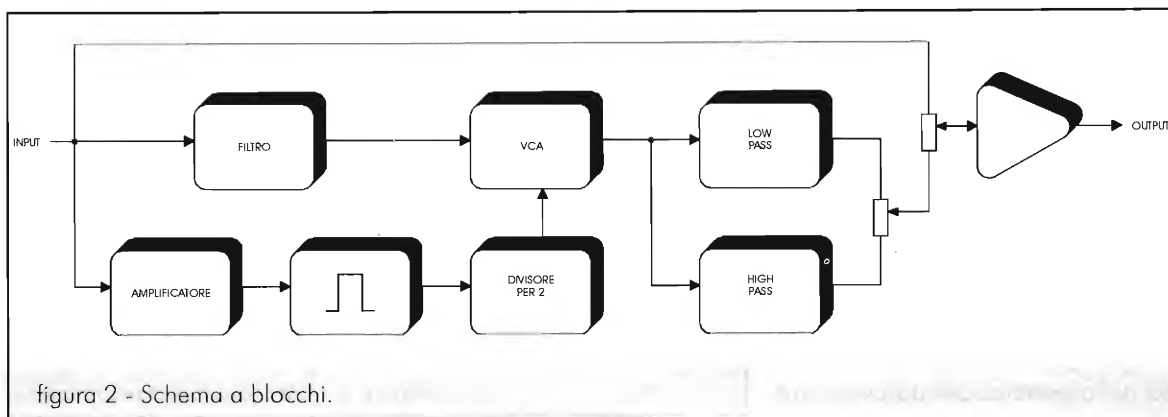 INPUT
FILTRO
VCA
LOW
PASS
OUTPUT
AMPLIFICATORE
DIVISORE
PER 2
HIGH
PASS
figura 2 - Schema a blocchi.